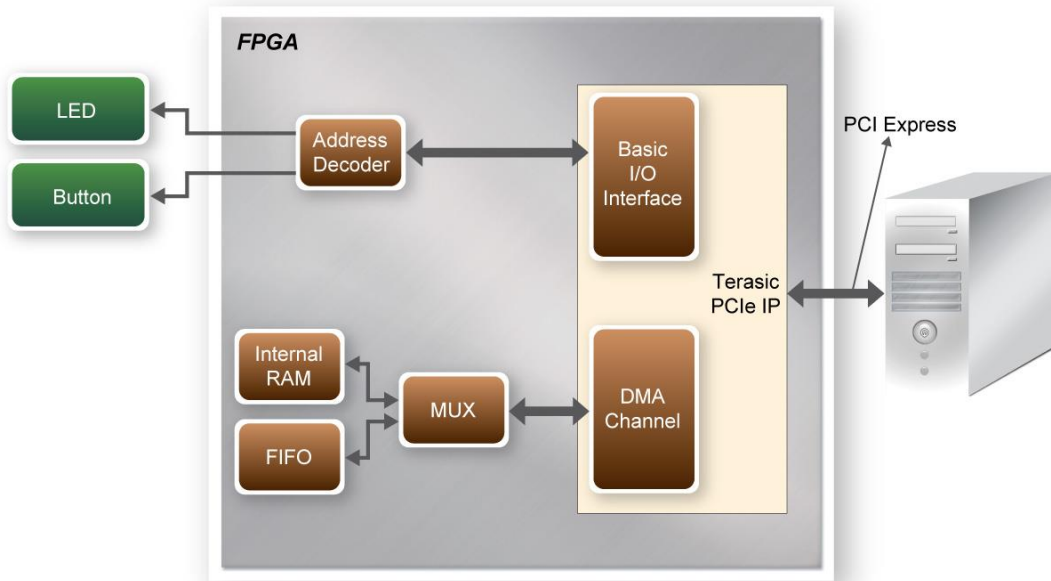 FPGA
LED
Button
Address
Decoder
Basic
I/O
Interface
PCI Express
Terasic
PCIe IP
Internal
RAM
FIFO
MUX
DMA
Channel